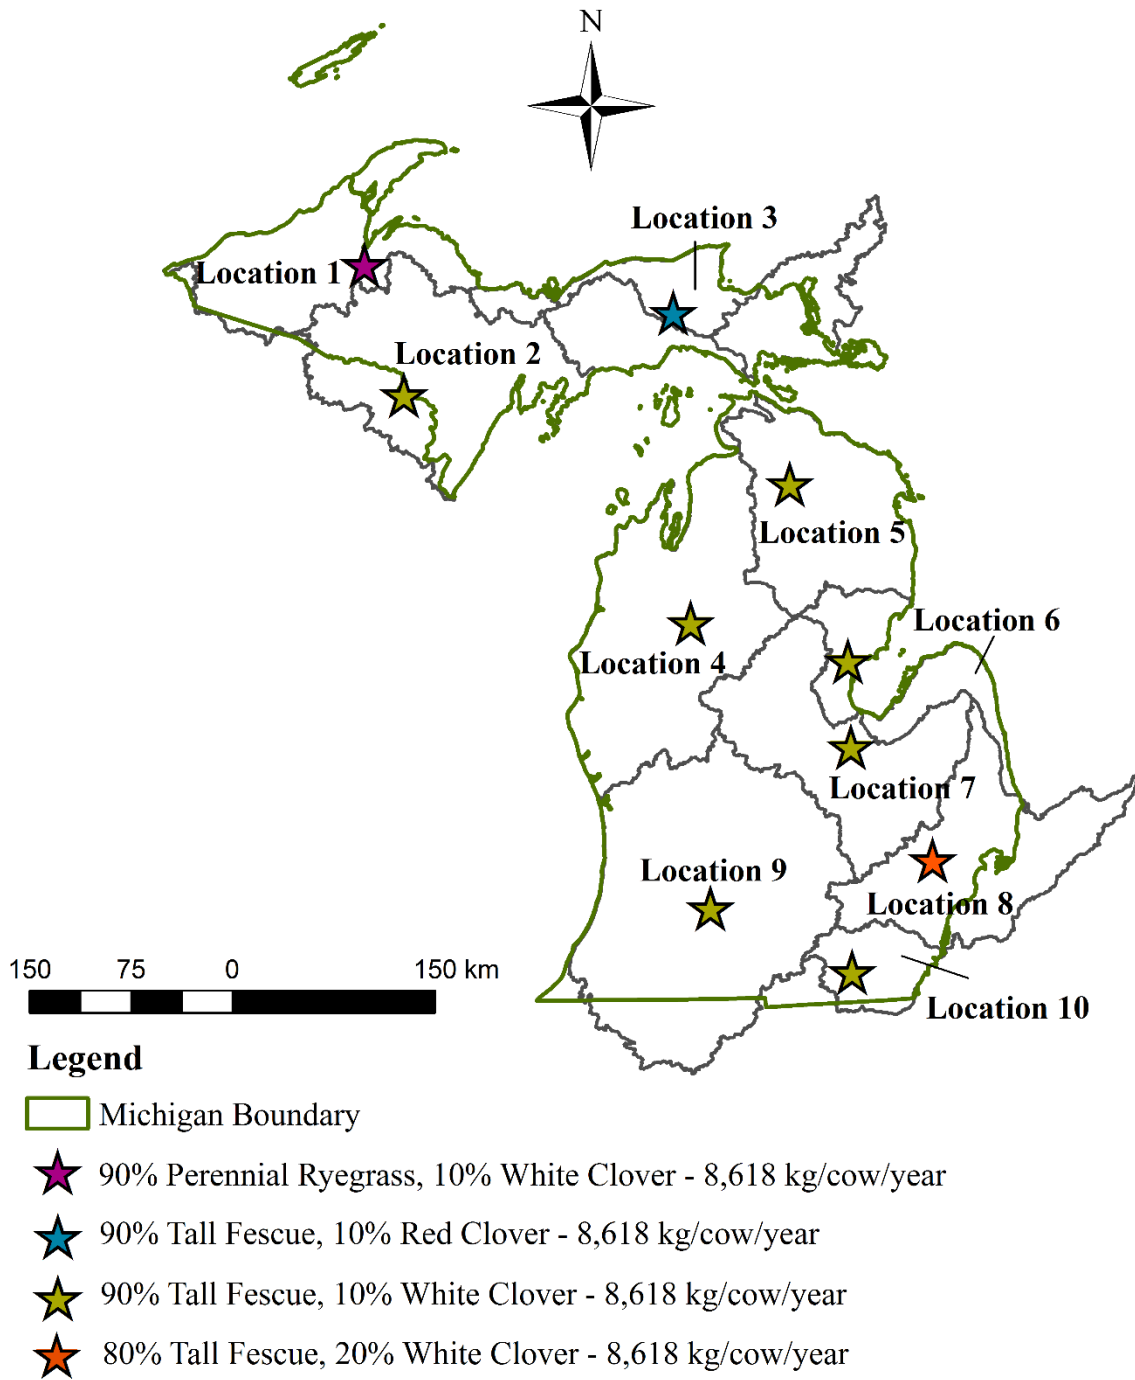 N
Location 3
Location 1
Location 2
Location 5
Location 6
Location 4
Location 7
Location 9
Location 8
150 75 0 150 km
Location 10
Legend
Michigan Boundary
90% Perennial Ryegrass, 10% White Clover - 8,618 kg/cow/year
90% Tall Fescue, 10% Red Clover - 8,618 kg/cow/year
90% Tall Fescue, 10% White Clover - 8,618 kg/cow/year
80% Tall Fescue, 20% White Clover - 8,618 kg/cow/year